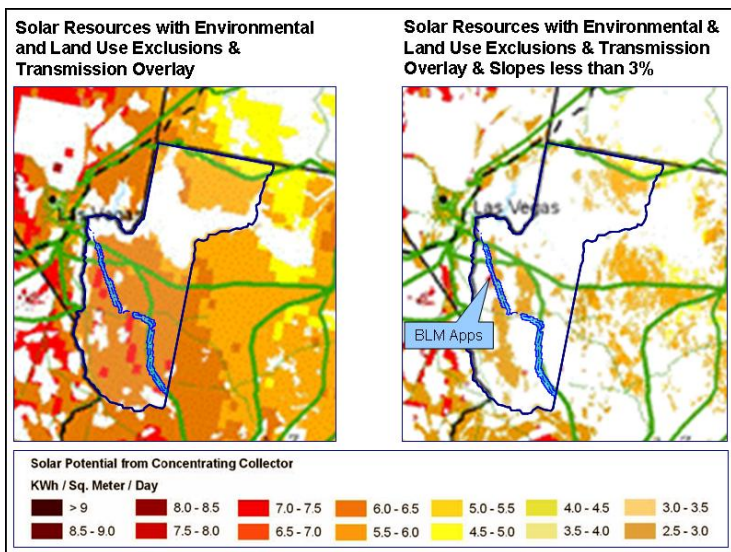 Solar Resources with Environmental
and Land Use Exclusions &
Transmission Overlay
Solar Resources with Environmental &
Land Use Exclusions & Transmission
Overlay & Slopes less than 3%
Las Vegas
Las Vegas
BLM Apps
Solar Potential from Concentrating Collector
KWh / Sq. Meter / Day
> 9
8.0 - 8.5
7.0 - 7.5
6.0 - 6.5
5.0 - 5.5
4.0 - 4.5
3.0 - 3.5
8.5 - 9.0
7.5 - 8.0
6.5 - 7.0
5.5 - 6.0
4.5 - 5.0
3.5 - 4.0
2.5 - 3.0